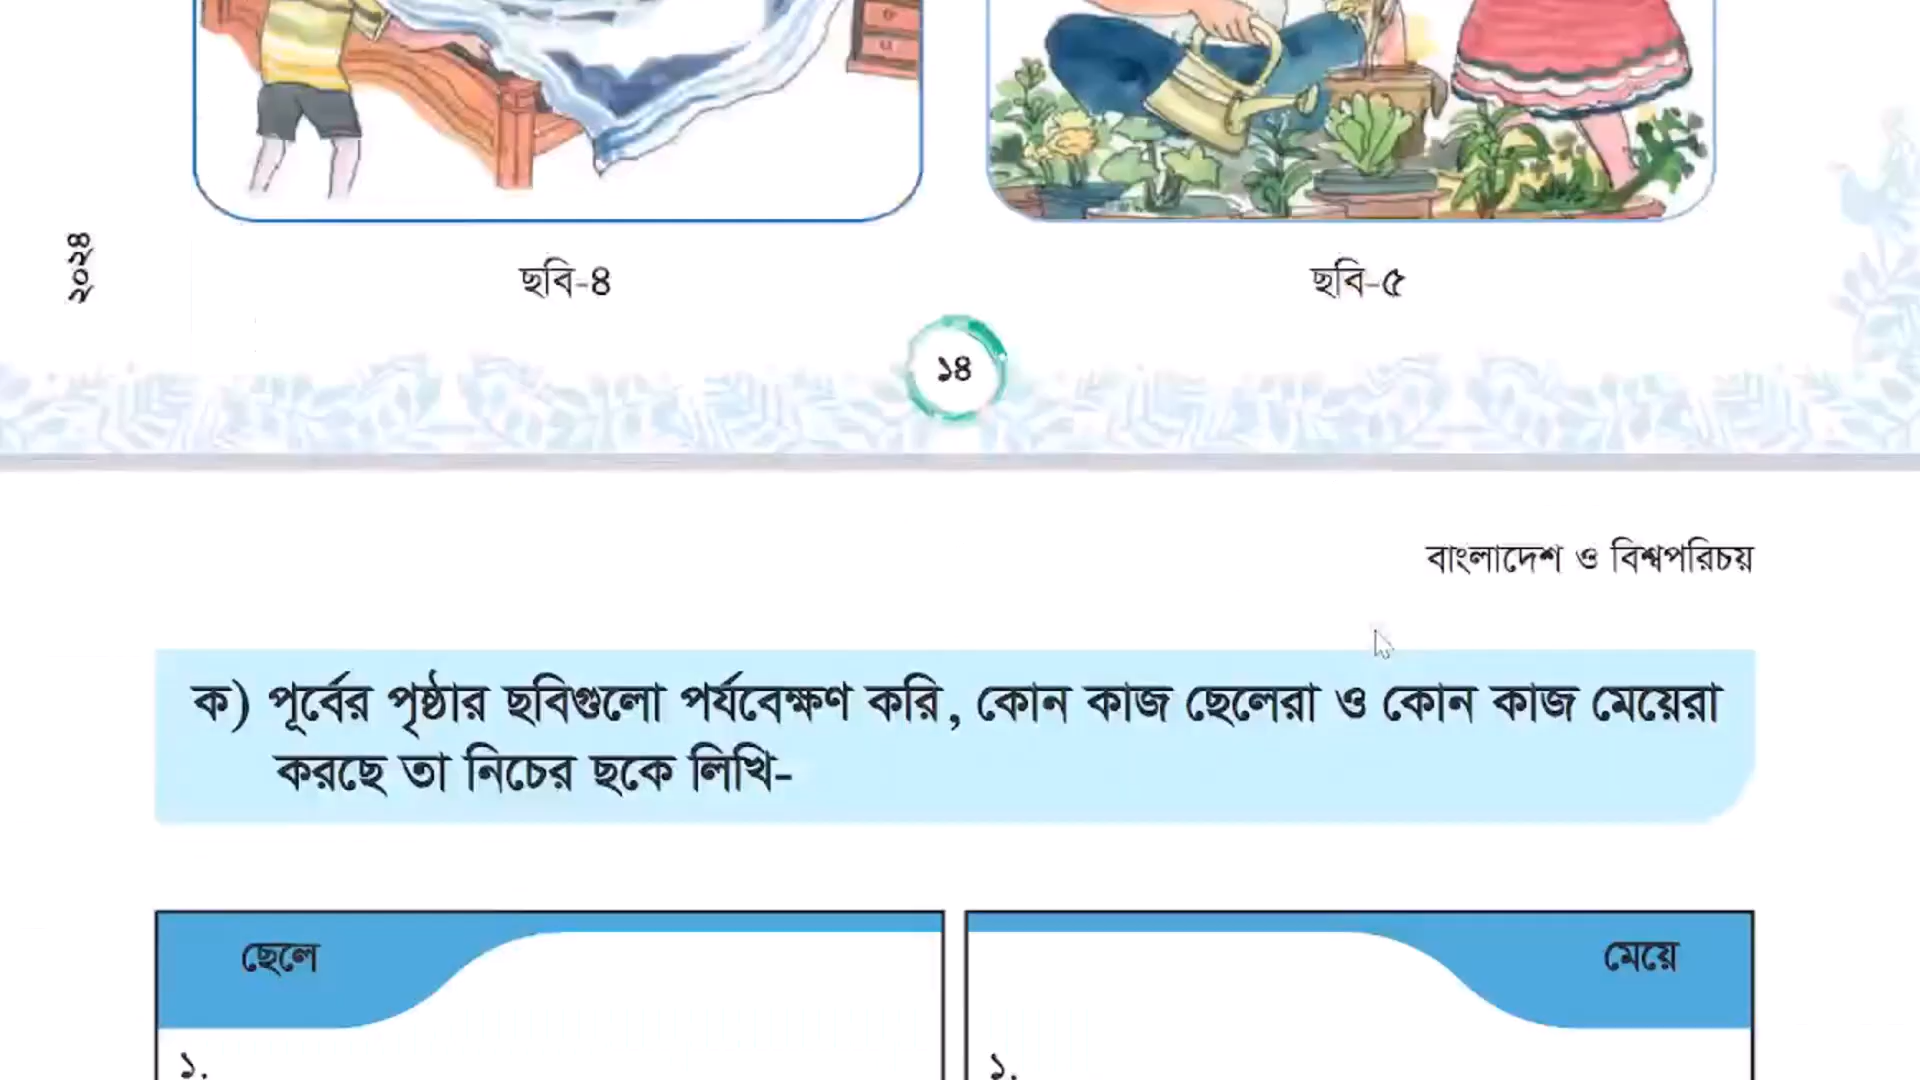 ২০২৪
ছবি-৪
ছবি-৫
১৪
বাংলাদেশ ও বিশ্বপরিচয়
ক) পূর্বের পৃষ্ঠার ছবিগুলো পর্যবেক্ষণ করি, কোন কাজ ছেলেরা ও কোন কাজ মেয়েরা
করছে তা নিচের ছকে লিখি-
ছেলে
মেয়ে
১.
১.